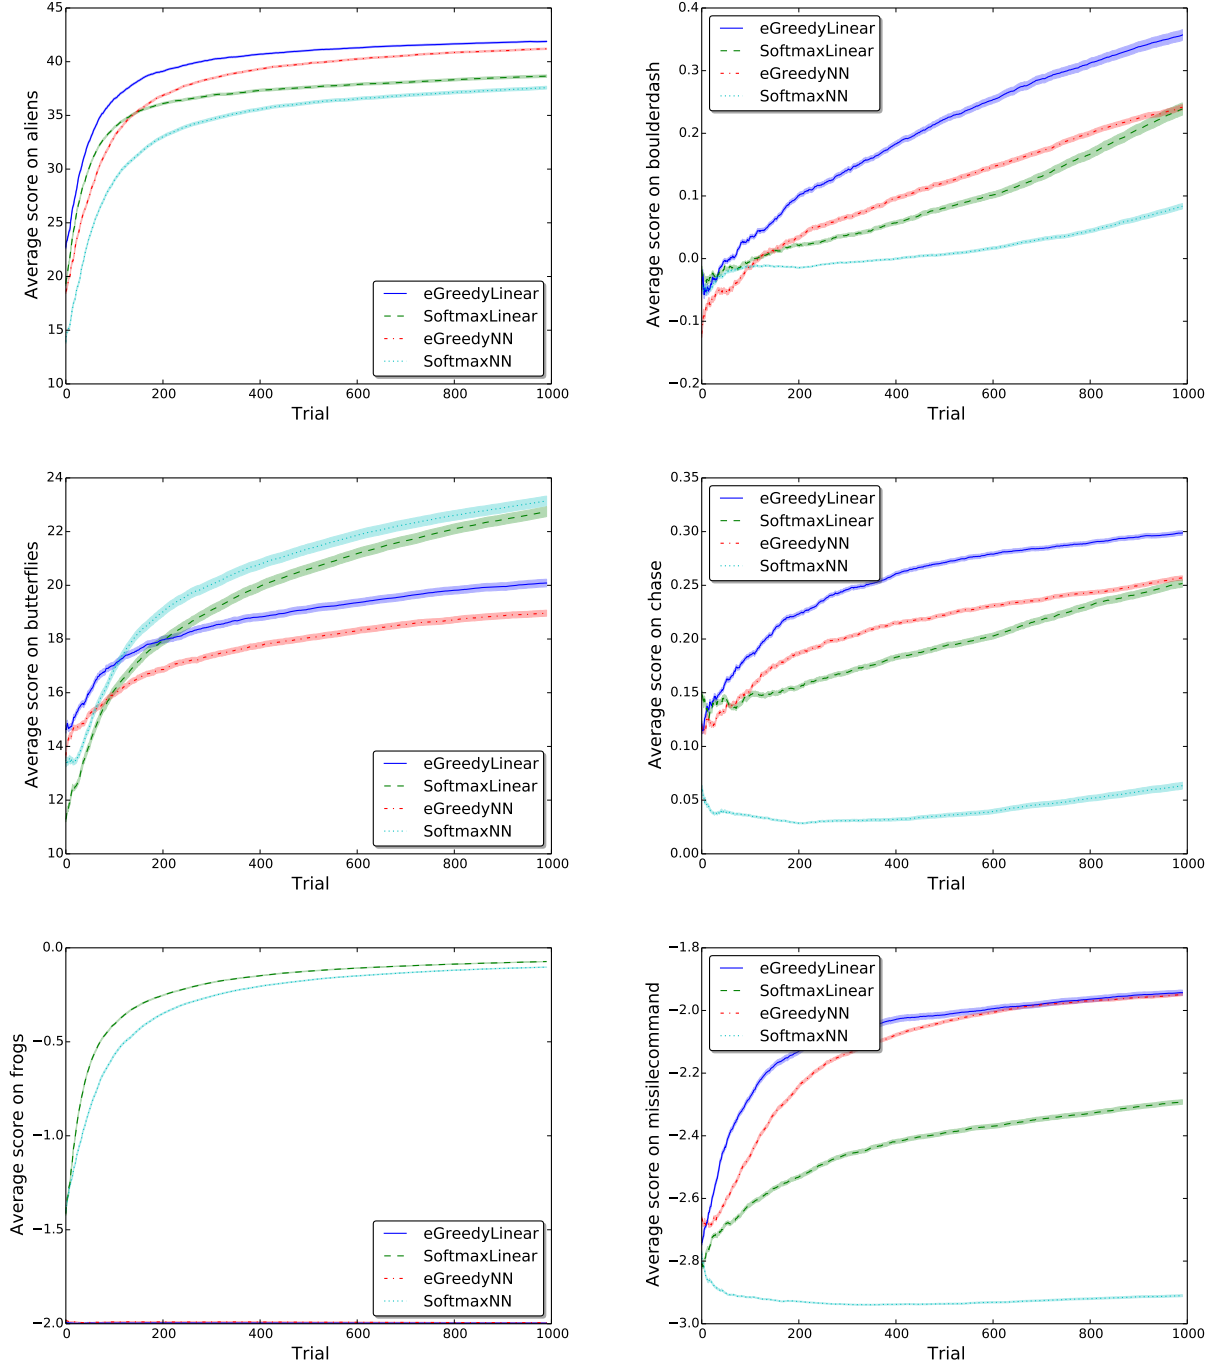 45
40
35
30
25
20
15
10
Average score on aliens
eGreedyLinear
SoftmaxLinear
eGreedyNN
SoftmaxNN
0 200 400 600 800 1000
Trial
0.4
0.3
0.2
0.1
0.0
−0.1
−0.2
Average score on boulderdash
eGreedyLinear
SoftmaxLinear
eGreedyNN
SoftmaxNN
0 200 400 600 800 1000
Trial
24
22
20
18
16
14
12
10
Average score on butterflies
eGreedyLinear
SoftmaxLinear
eGreedyNN
SoftmaxNN
0 200 400 600 800 1000
Trial
0.35
0.30
0.25
0.20
0.15
0.10
0.05
0.00
Average score on chase
eGreedyLinear
SoftmaxLinear
eGreedyNN
SoftmaxNN
0 200 400 600 800 1000
Trial
0.0
−0.5
−1.0
−1.5
−2.0
Average score on frogs
eGreedyLinear
SoftmaxLinear
eGreedyNN
SoftmaxNN
0 200 400 600 800 1000
Trial
−1.8
−2.0
−2.2
−2.4
−2.6
−2.8
−3.0
Average score on missilecommand
eGreedyLinear
SoftmaxLinear
eGreedyNN
SoftmaxNN
0 200 400 600 800 1000
Trial